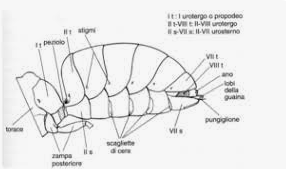 I t : I urotergo o propodeo
II t-VIII t: II-VIII urotergo
II s-VII s: II-VII urosterno
II t
stigmi
peziolo
I t
VII t
VIII t
ano
lobi
della
guaina
pungiglione
torace
VII s
scagliette
di cera
II s
zampa
posteriore